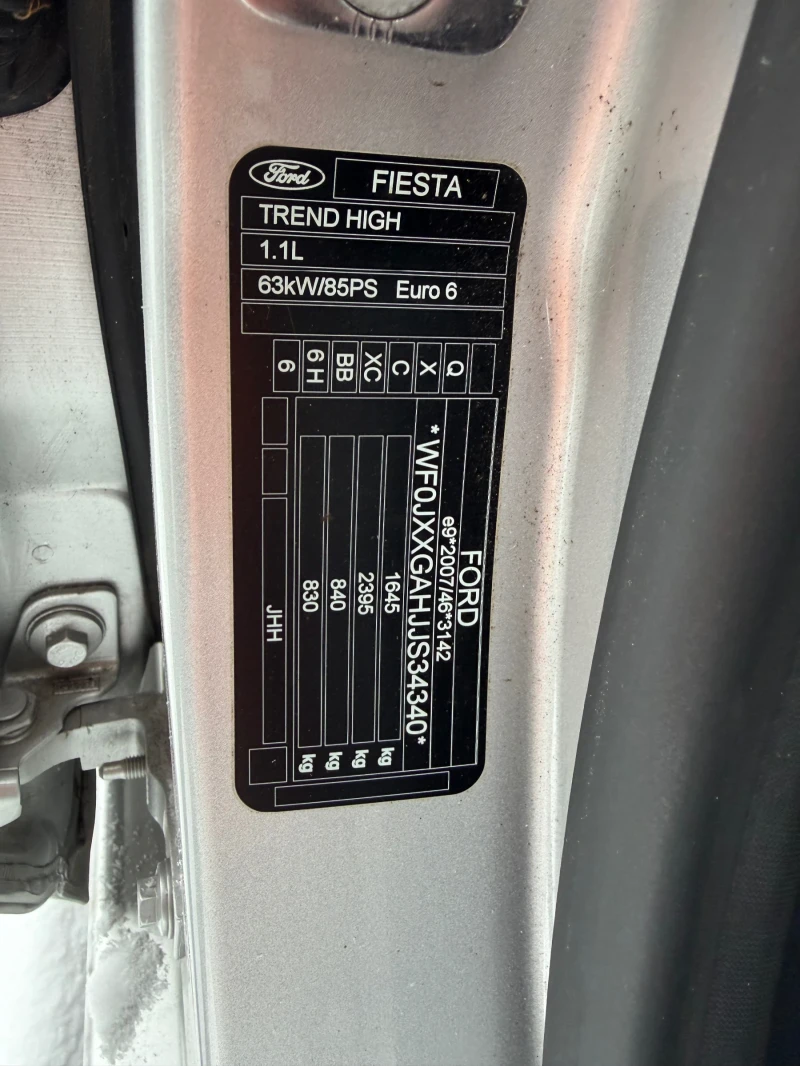 Ford
FIESTA
TREND HIGH
1.1L
63kW/85PS Euro 6
Q
X
C
XC
BB
6 H
6
FORD
e9*2007/46*3142
*WF0JXXGAHJJS34340*
1645 kg
2395 kg
840 kg
830 kg
JHH